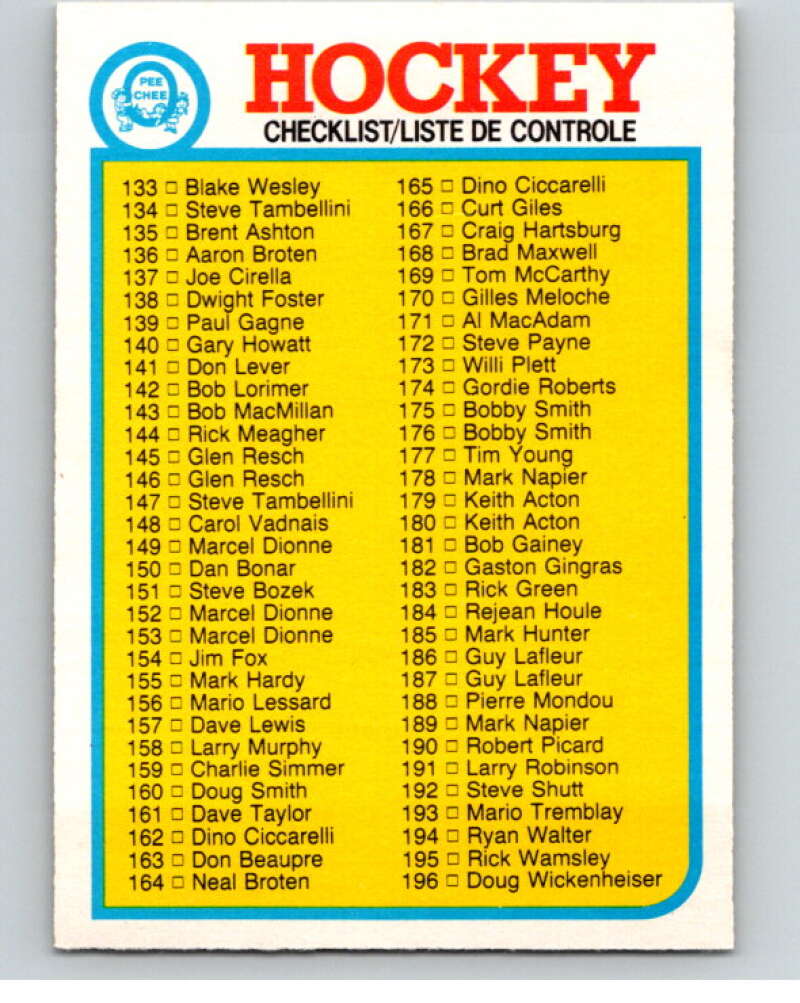 PEE
CHEE
HOCKEY
CHECKLIST/LISTE DE CONTROLE
133 □ Blake Wesley
134 □ Steve Tambellini
135 □ Brent Ashton
136 □ Aaron Broten
137 □ Joe Cirella
138 □ Dwight Foster
139 □ Paul Gagne
140 □ Gary Howatt
141 □ Don Lever
142 □ Bob Lorimer
143 □ Bob MacMillan
144 □ Rick Meagher
145 □ Glen Resch
146 □ Glen Resch
147 □ Steve Tambellini
148 □ Carol Vadnais
149 □ Marcel Dionne
150 □ Dan Bonar
151 □ Steve Bozek
152 □ Marcel Dionne
153 □ Marcel Dionne
154 □ Jim Fox
155 □ Mark Hardy
156 □ Mario Lessard
157 □ Dave Lewis
158 □ Larry Murphy
159 □ Charlie Simmer
160 □ Doug Smith
161 □ Dave Taylor
162 □ Dino Ciccarelli
163 □ Don Beaupre
164 □ Neal Broten
165 □ Dino Ciccarelli
166 □ Curt Giles
167 □ Craig Hartsburg
168 □ Brad Maxwell
169 □ Tom McCarthy
170 □ Gilles Meloche
171 □ Al MacAdam
172 □ Steve Payne
173 □ Willi Plett
174 □ Gordie Roberts
175 □ Bobby Smith
176 □ Bobby Smith
177 □ Tim Young
178 □ Mark Napier
179 □ Keith Acton
180 □ Keith Acton
181 □ Bob Gainey
182 □ Gaston Gingras
183 □ Rick Green
184 □ Rejean Houle
185 □ Mark Hunter
186 □ Guy Lafleur
187 □ Guy Lafleur
188 □ Pierre Mondou
189 □ Mark Napier
190 □ Robert Picard
191 □ Larry Robinson
192 □ Steve Shutt
193 □ Mario Tremblay
194 □ Ryan Walter
195 □ Rick Wamsley
196 □ Doug Wickenheiser